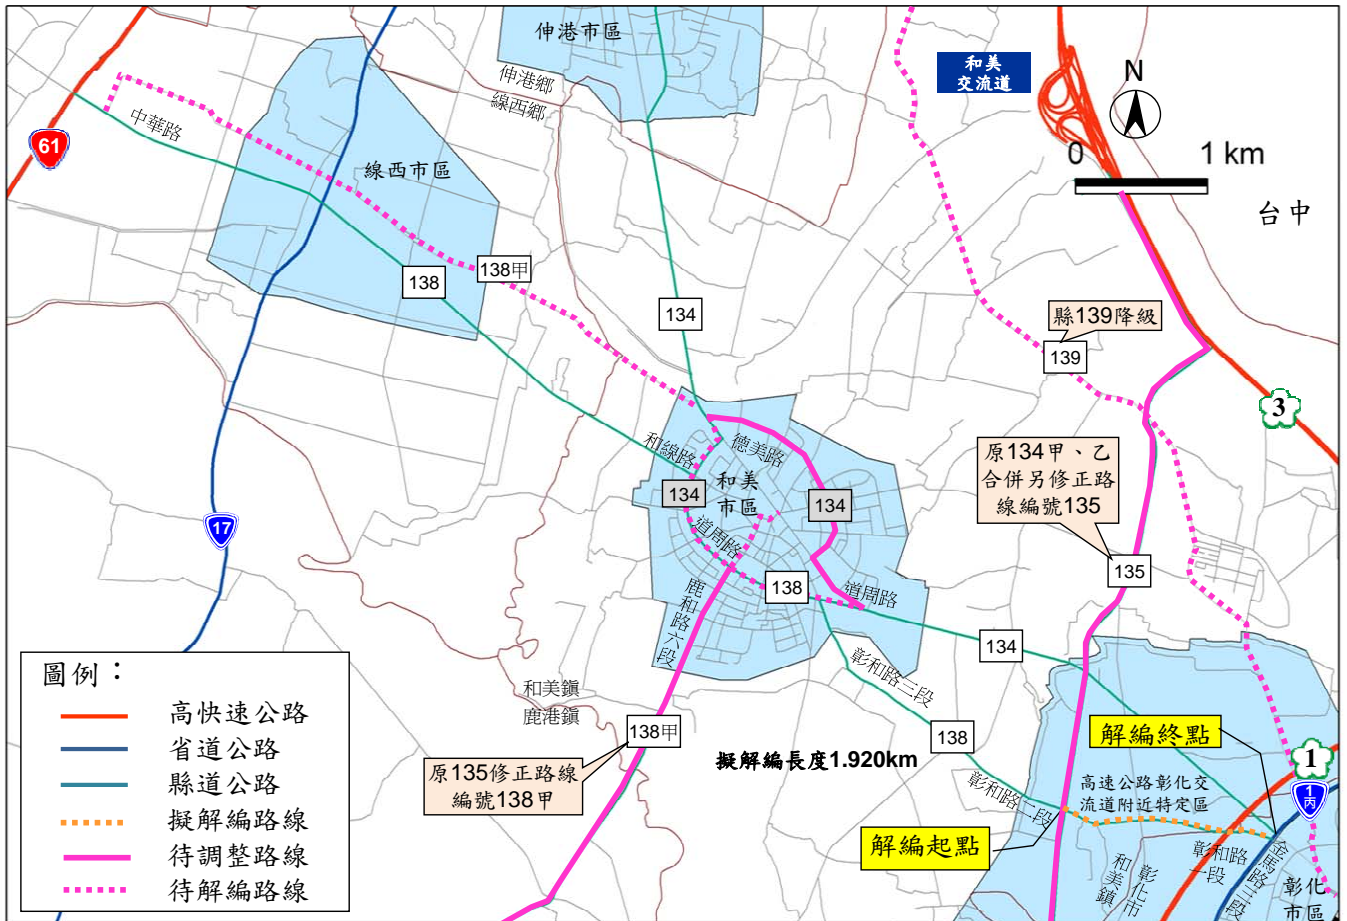 伸港市區
和美
交流道
N
0
1 km
台中
伸港鄉
線西鄉
中華路
61
線西市區
138甲
138
134
縣139降級
139
3
和線路
德美路
和美
市區
134
134
原134甲、乙
合併另修正路
線編號135
17
道周路
138
道周路
135
鹿和路六段
134
彰和路三段
和美鎮
鹿港鎮
138甲
138
擬解編長度1.920km
原135修正路線
編號138甲
彰和路二段
解編終點
高速公路彰化交
流道附近特定區
1
1
丙
解編起點
彰和路
一段
金馬路三段
和美鎮
彰化市
彰化
市區
圖例：
高快速公路
省道公路
縣道公路
擬解編路線
待調整路線
待解編路線